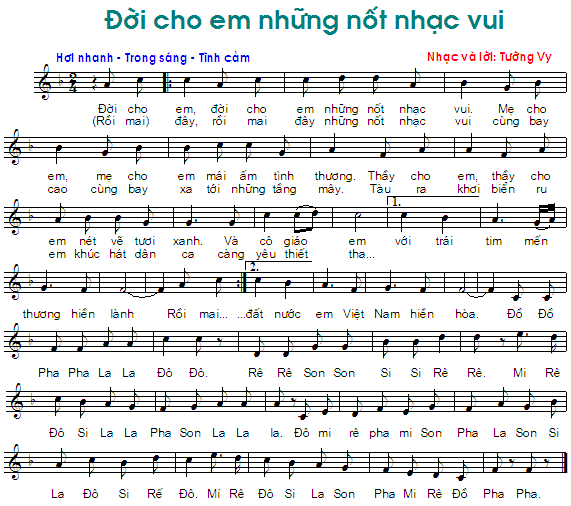 Đời cho em những nốt nhạc vui
Hơi nhanh - Trong sáng - Tình cảm
Nhạc và lời: Tường Vy
2
4
Đời cho em, đời cho em những nốt nhạc vui. Mẹ cho
(Rồi mai) đây, rồi mai đây những nốt nhạc vui cùng bay
em, mẹ cho em mái ấm tình thương. Thầy cho em, thầy cho
cao cùng bay xa tới những tầng mây. Tàu ra khơi biển ru
1.
em nét vẽ tươi xanh. Và cô giáo em với trái tim mến
em khúc hát dân ca càng yêu thiết tha...
2.
thương hiền lành Rồi mai... ...đất nước em Việt Nam hiền hòa. Đồ Đồ
Pha Pha La La Đô Đô. Rê Rê Son Son Si Si Rê Rê. Mi Rê
Đô Si La La Pha Son La La la. Đô mi rê pha mi Son Pha La Son Si
La Đô Si Rế Đô. Mí Rê Đô Si La Son Pha Mi Rê Đồ Pha Pha.